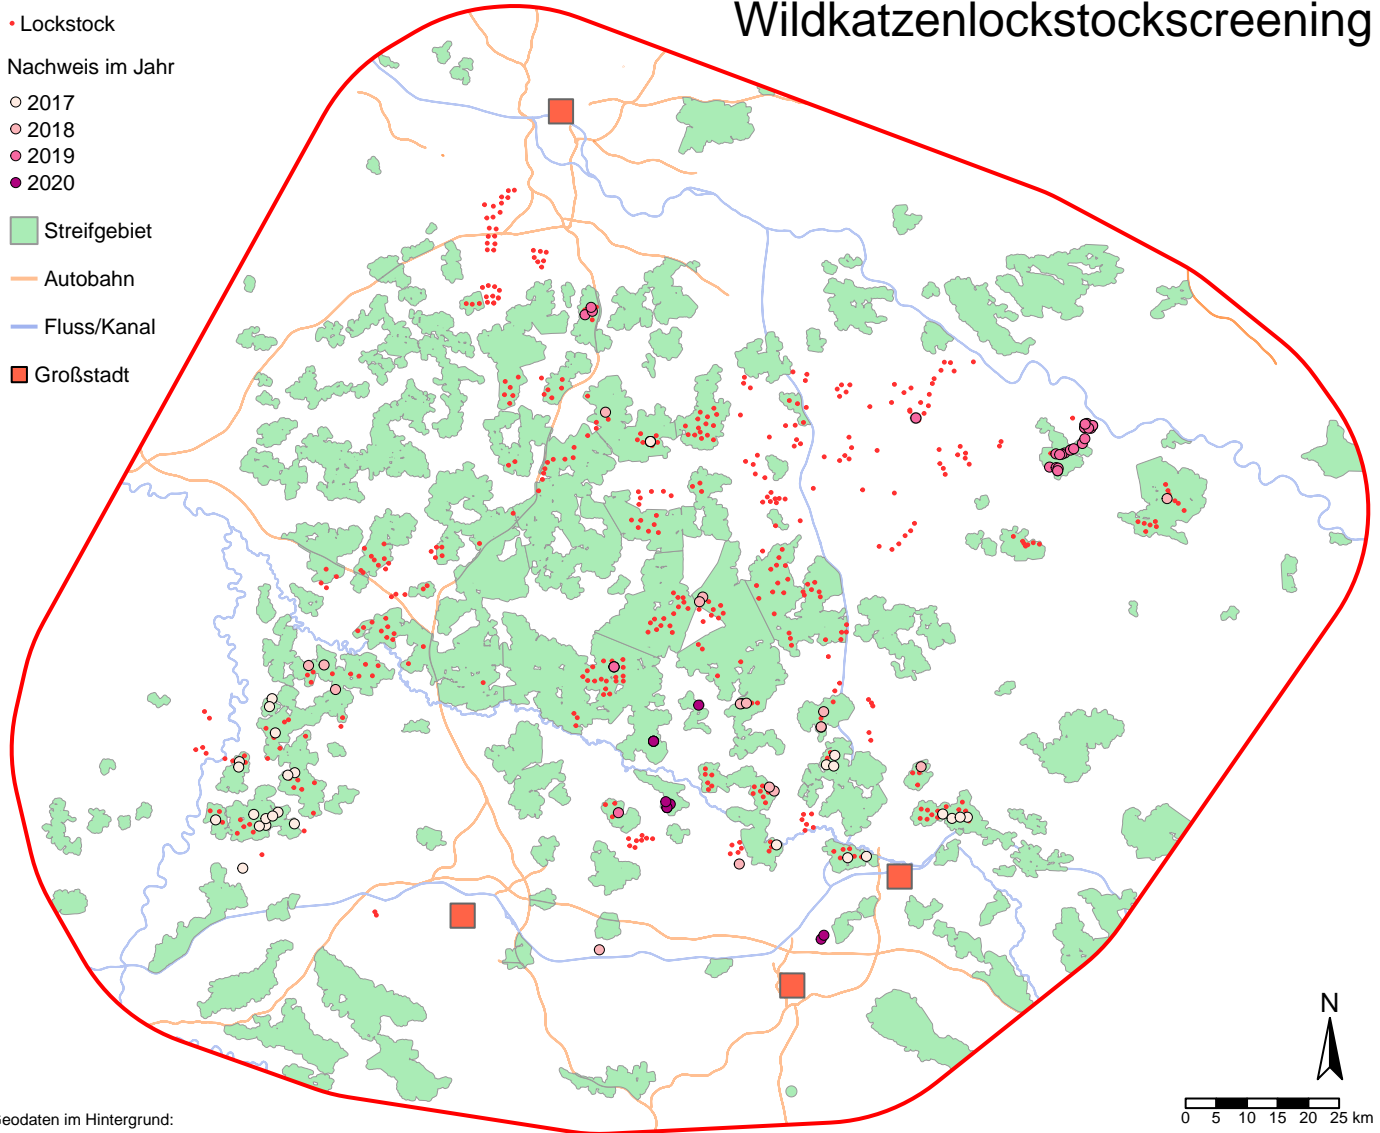 Wildkatzenlockstockscreening
Lockstock
Nachweis im Jahr
2017
2018
2019
2020
Streifgebiet
Autobahn
Fluss/Kanal
Großstadt
N
0 5 10 15 20 25 km
eodaten im Hintergrund: